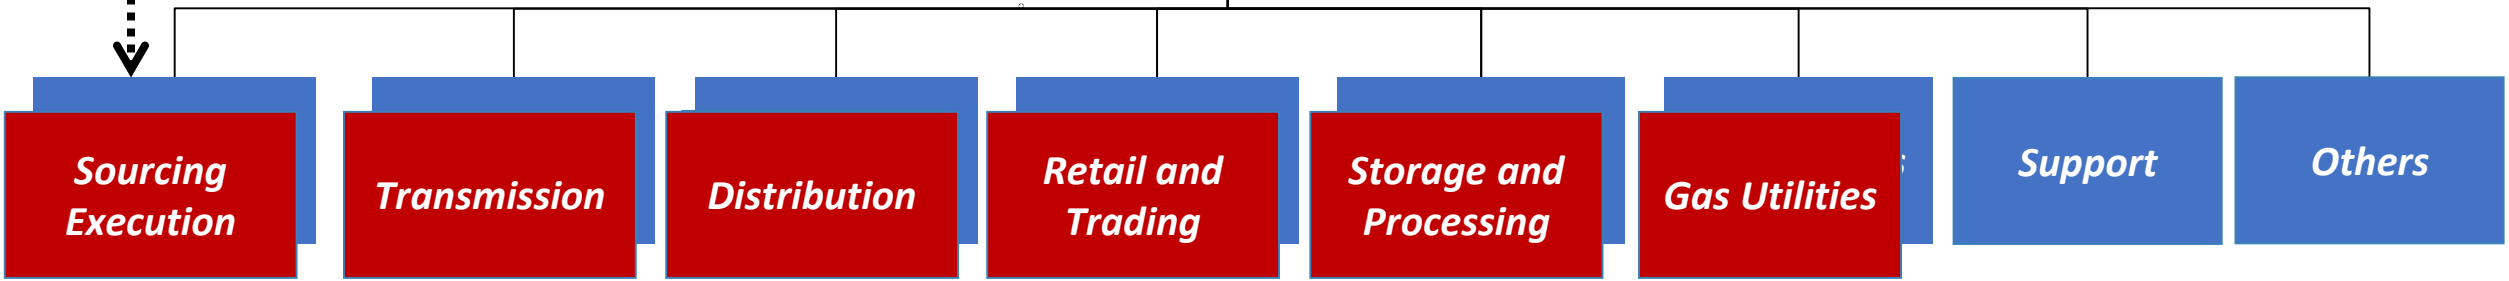 Sourcing
Execution
Transmission
Distribution
Retail and
Trading
Storage and
Processing
Gas Utilities
Support
Others